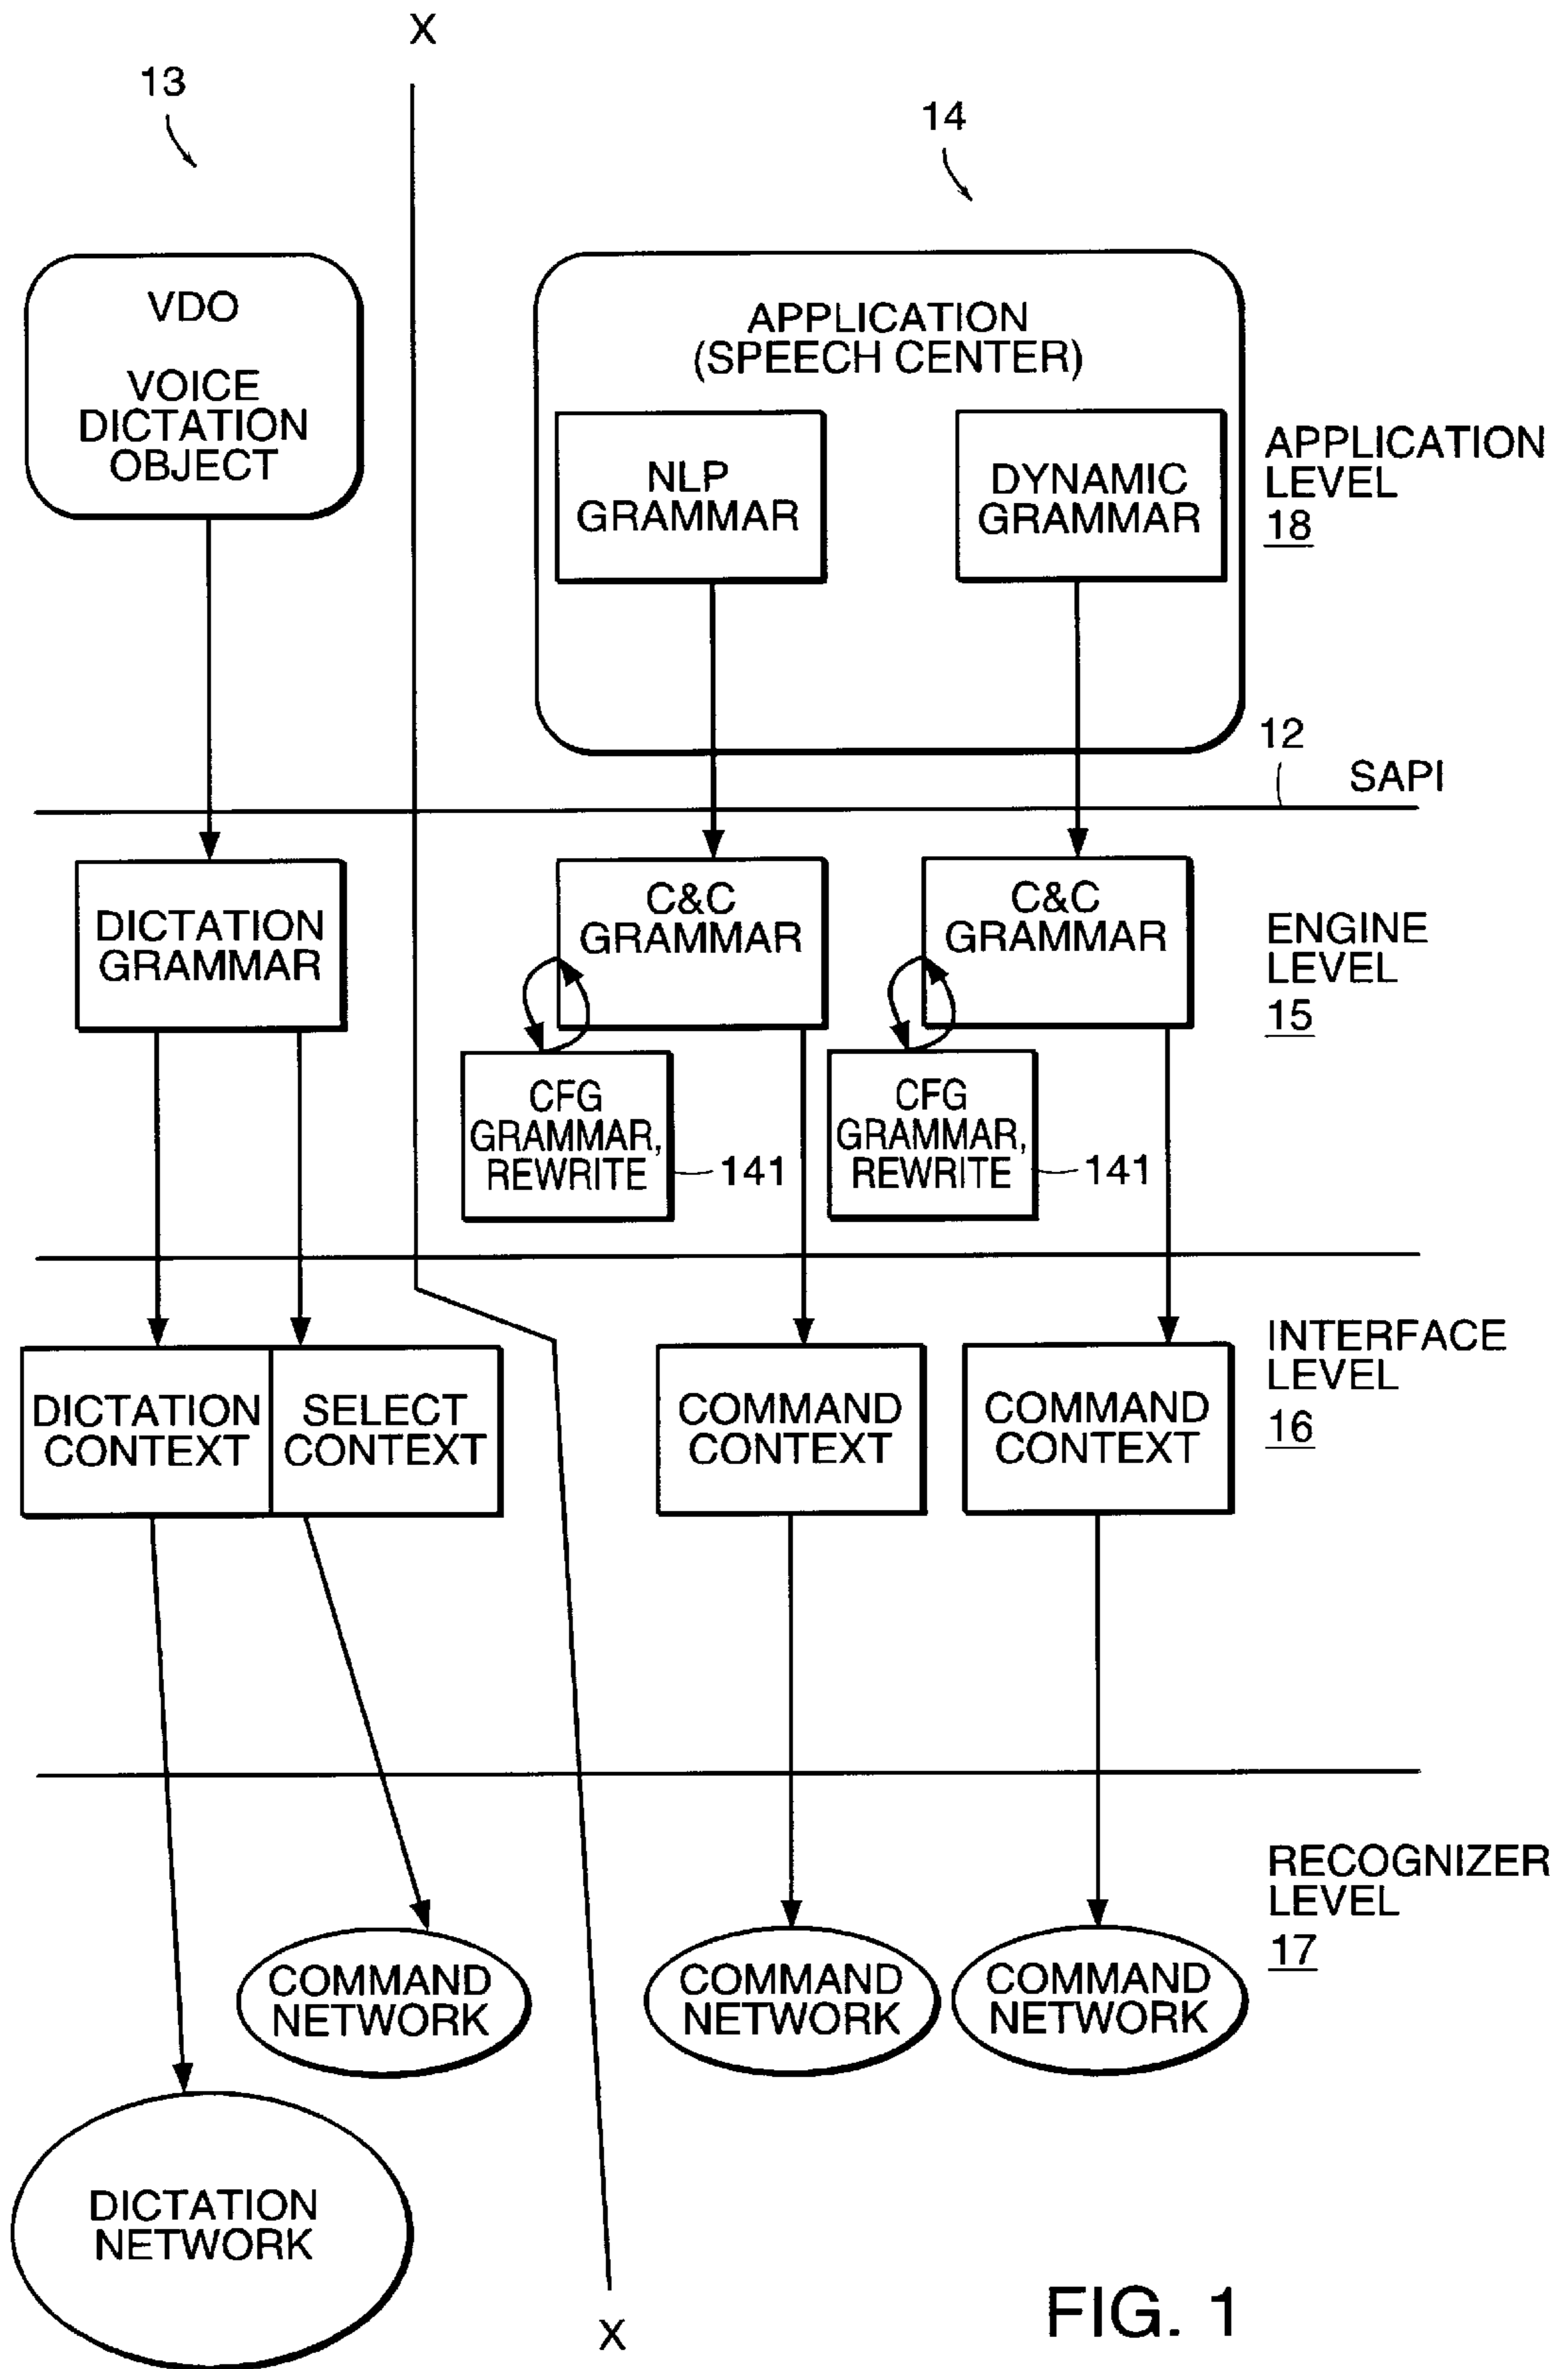 X
13
14
VDO
VOICE
DICTATION
OBJECT
APPLICATION
(SPEECH CENTER)
NLP
GRAMMAR
DYNAMIC
GRAMMAR
APPLICATION
LEVEL
18
12
SAPI
DICTATION
GRAMMAR
C&C
GRAMMAR
C&C
GRAMMAR
ENGINE
LEVEL
15
CFG
GRAMMAR,
REWRITE
141
CFG
GRAMMAR,
REWRITE
141
DICTATION
CONTEXT
SELECT
CONTEXT
COMMAND
CONTEXT
COMMAND
CONTEXT
INTERFACE
LEVEL
16
RECOGNIZER
LEVEL
17
COMMAND
NETWORK
COMMAND
NETWORK
COMMAND
NETWORK
DICTATION
NETWORK
X
FIG. 1